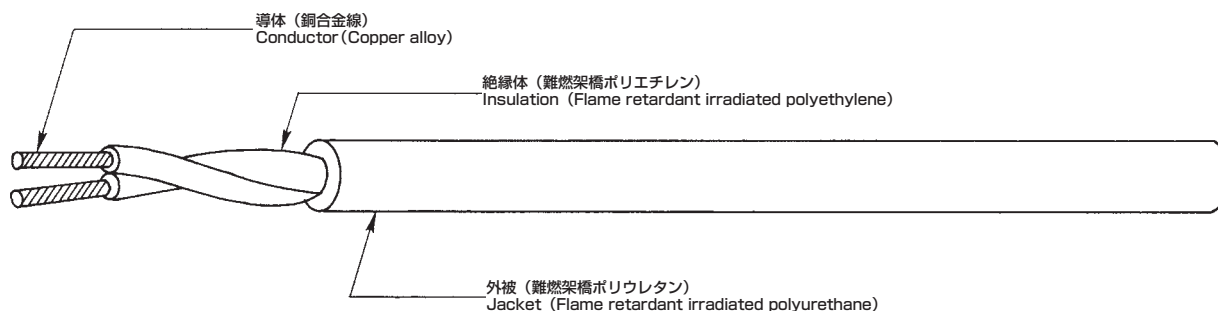 導体（銅合金線）
Conductor(Copper alloy)
絶縁体（難燃架橋ポリエチレン）
Insulation（Flame retardant irradiated polyethylene）
外被（難燃架橋ポリウレタン）
Jacket（Flame retardant irradiated polyurethane）